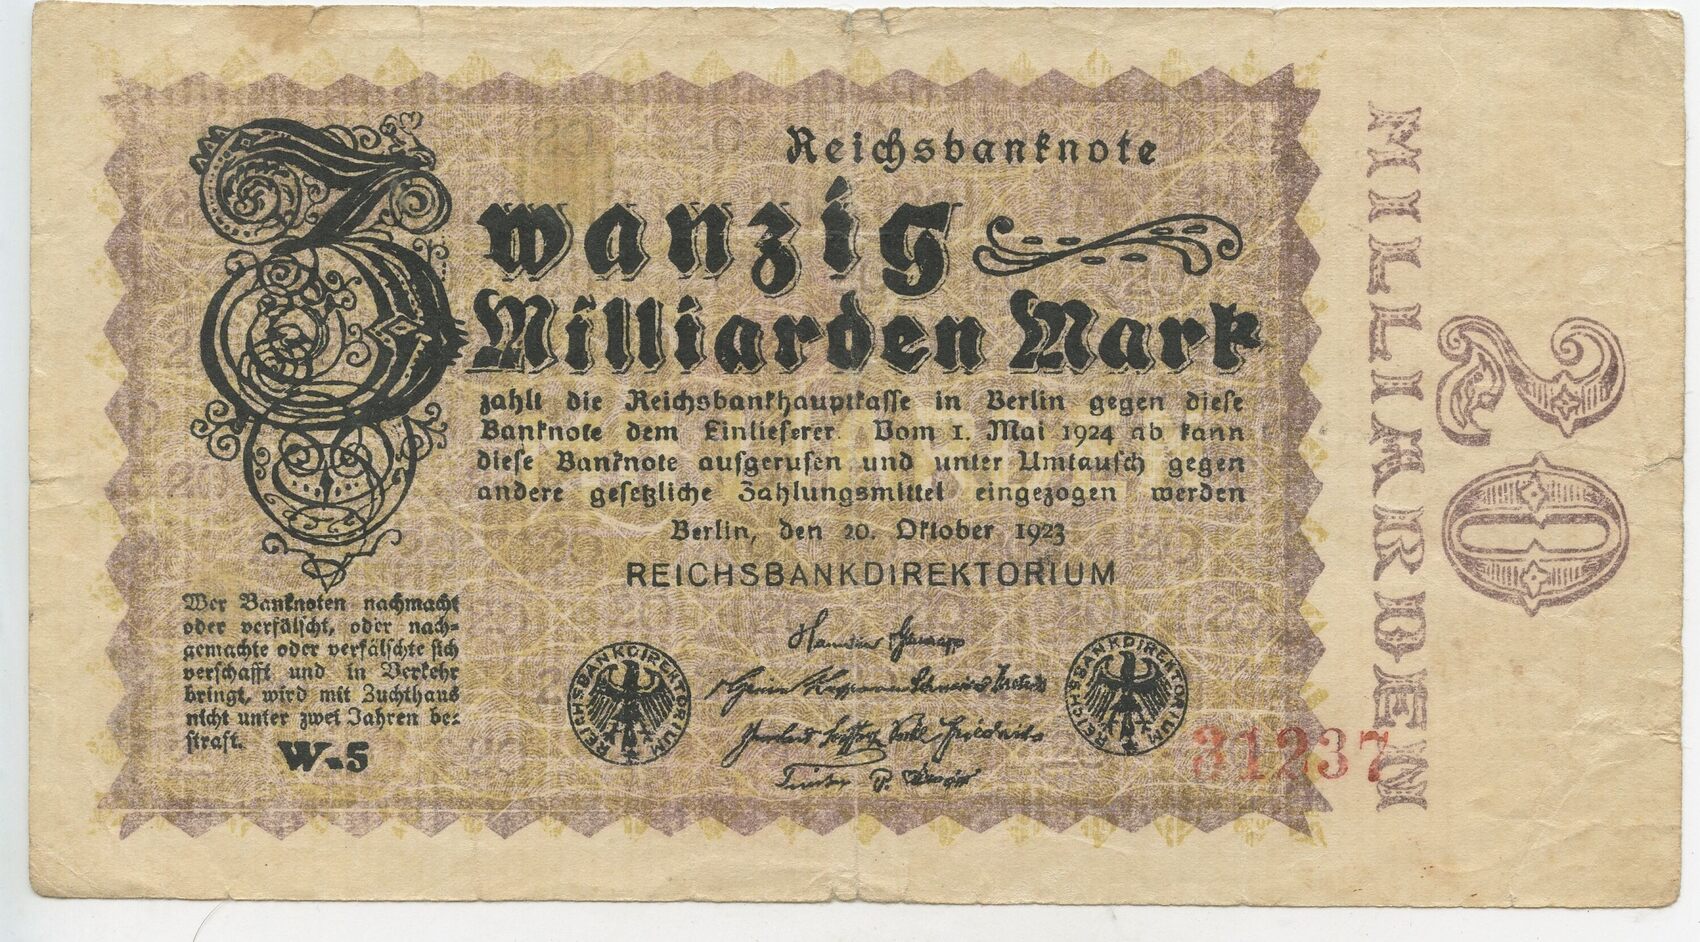 Reichsbanknote
Zwanzig
Milliarden Mark
zahlt die Reichsbankhauptkasse in Berlin gegen diese
Banknote dem Einlieferer. Vom 1. Mai 1924 ab kann
diese Banknote aufgerufen und unter Umtausch gegen
andere gesetzliche Zahlungsmittel eingezogen werden
Berlin, den 20. Oktober 1923
REICHSBANKDIREKTORIUM
Wer Banknoten nachmacht
oder verfälscht, oder nach-
gemachte oder verfälschte sich
verschafft und in Verkehr
bringt, wird mit Zuchthaus
nicht unter zwei Jahren be-
straft.
W-5
REICHSBANKDIREKTORIUM
REICHSBANKDIREKTORIUM
31237
20
MILLIARDEN